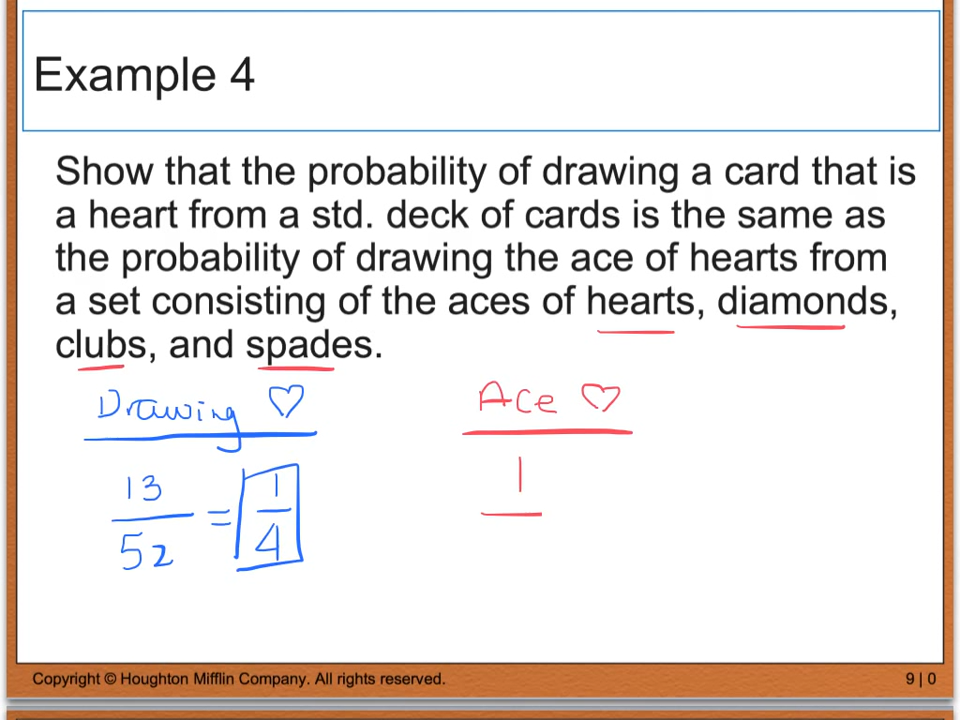 Example 4
Show that the probability of drawing a card that is
a heart from a std. deck of cards is the same as
the probability of drawing the ace of hearts from
a set consisting of the aces of hearts, diamonds,
clubs, and spades.
Drawing ♡
13/52 = 1/4
Ace ♡
1
Copyright © Houghton Mifflin Company. All rights reserved.
9 | 0